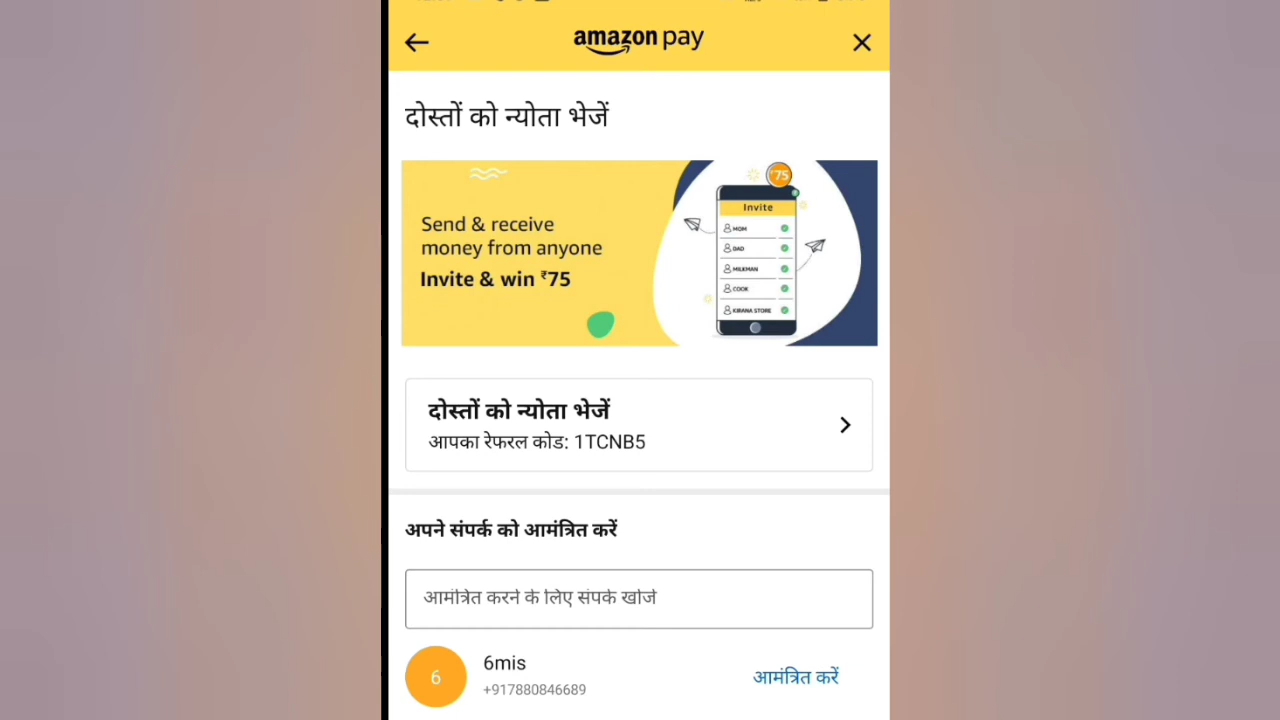 amazon pay
दोस्तों को न्योता भेजें
₹75
Send & receive
money from anyone
Invite & win ₹75
Invite
MOM
DAD
MILKMAN
COOK
KIRANA STORE
दोस्तों को न्योता भेजें
आपका रेफरल कोड: 1TCNB5
अपने संपर्क को आमंत्रित करें
आमंत्रित करने के लिए संपर्क खोजें
6
6mis
+917880846689
आमंत्रित करें